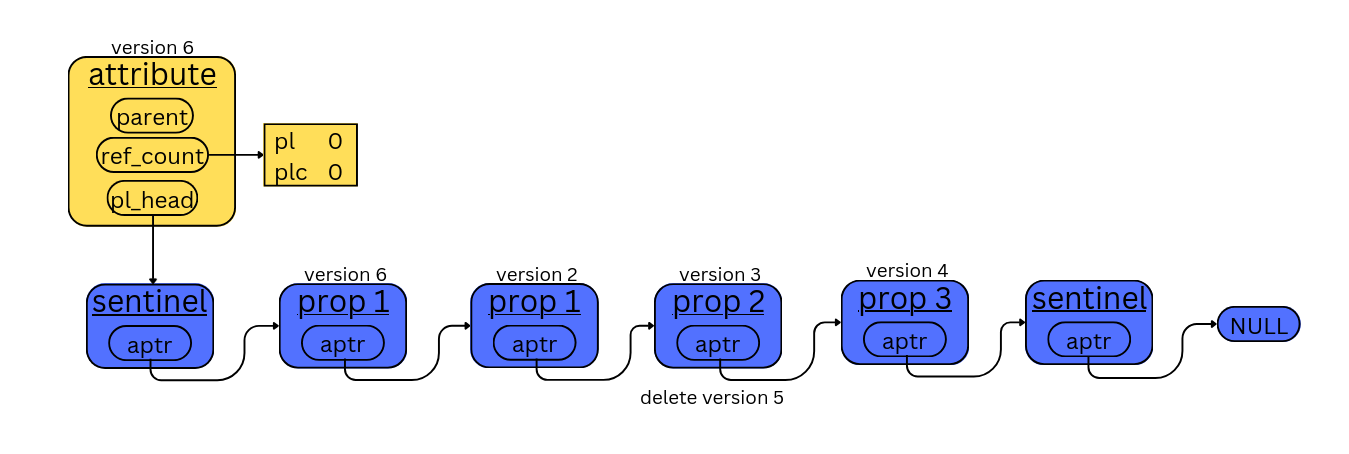 version 6
attribute
parent
ref_count
pl_head
pl 0
plc 0
sentinel
aptr
version 6
prop 1
aptr
version 2
prop 1
aptr
version 3
prop 2
aptr
delete version 5
version 4
prop 3
aptr
sentinel
aptr
NULL